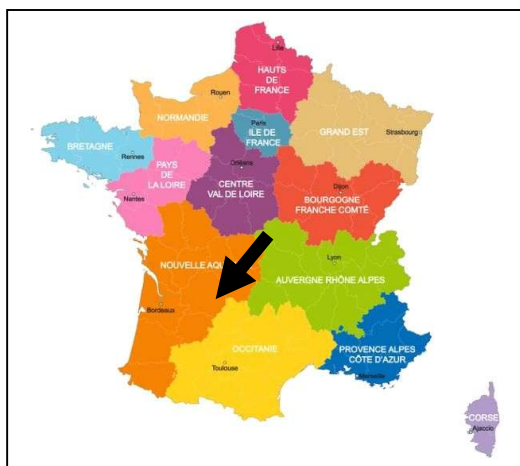 Lille
HAUTS
DE
FRANCE
Rouen
NORMANDIE
Paris
ILE DE
FRANCE
GRAND EST
Strasbourg
BRETAGNE
Rennes
PAYS
DE
LA LOIRE
Nantes
Orléans
CENTRE
VAL DE LOIRE
Dijon
BOURGOGNE
FRANCHE COMTÉ
NOUVELLE AQU
Bordeaux
Lyon
AUVERGNE RHÔNE ALPES
OCCITANIE
Toulouse
PROVENCE ALPES
CÔTE D'AZUR
Marseille
CORSE
Ajaccio